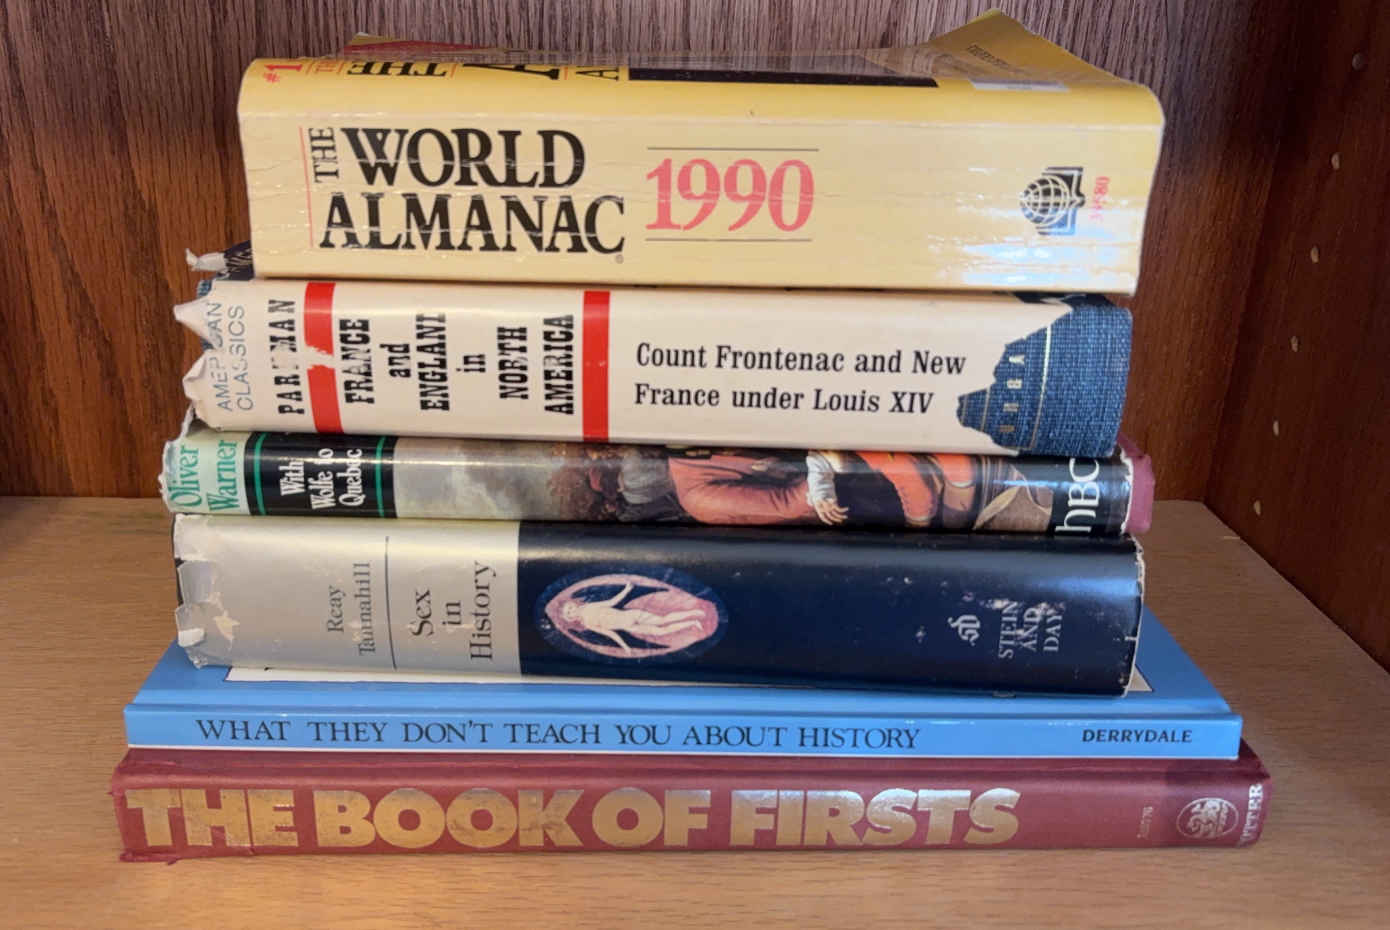 #1
THE
WORLD
ALMANAC
1990
AMERICAN
CLASSICS
PARKMAN
FRANCE
and
ENGLAND
in
NORTH
AMERICA
Count Frontenac and New
France under Louis XIV
Oliver
Warner
With
Wolfe to
Quebec
hBC
Reay
Tannahill
Sex
in
History
STEIN
AND
DAY
WHAT THEY DON'T TEACH YOU ABOUT HISTORY
DERRYDALE
THE BOOK OF FIRSTS